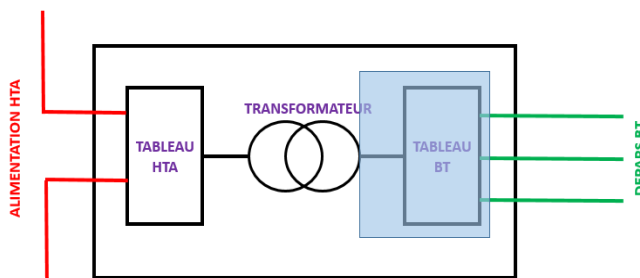 ALIMENTATION HTA
TABLEAU
HTA
TRANSFORMATEUR
TABLEAU
BT
DEPARS BT